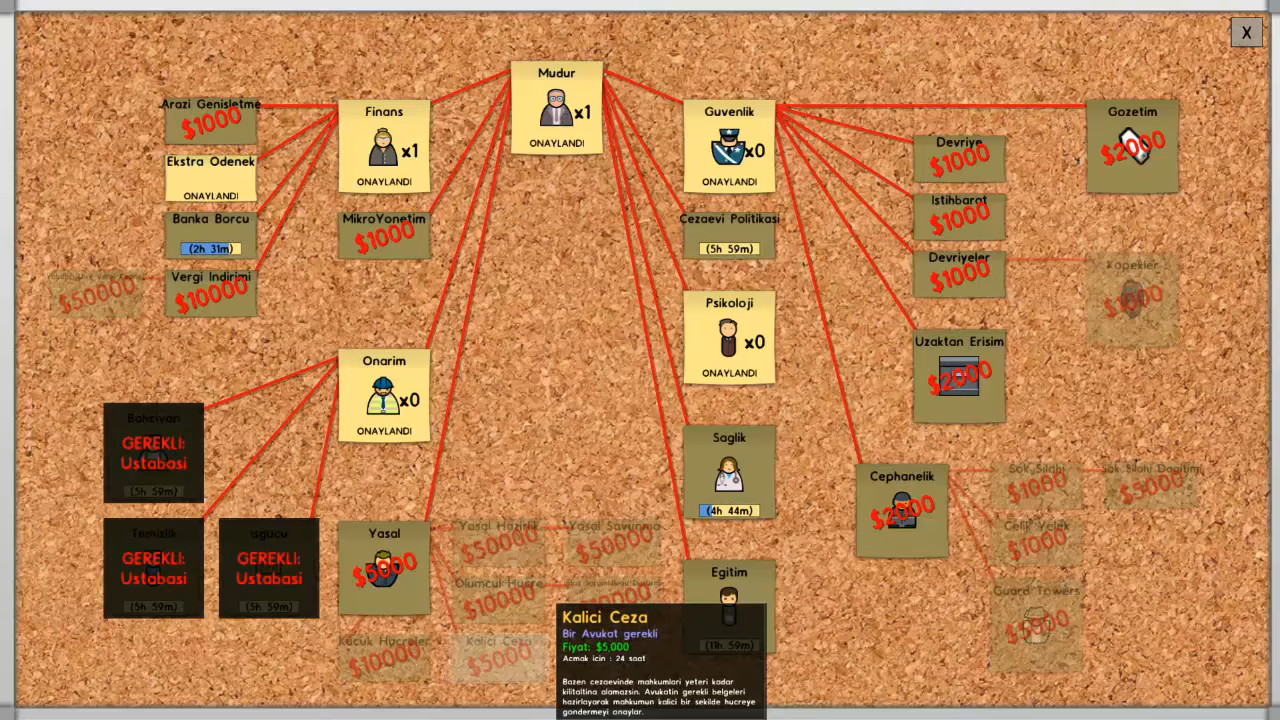 X
Mudur
x1
ONAYLANDI
Arazi Genisletme
$1000
Finans
x1
ONAYLANDI
Guvenlik
x0
ONAYLANDI
Gozetim
$2000
Devriye
$1000
Ekstra Odenek
ONAYLANDI
Istihbarat
$1000
Banka Borcu
(2h 31m)
MikroYonetim
$1000
Cezaevi Politikasi
(5h 59m)
Devriyeler
$1000
Kopekler
$1000
$50000
Vergi Indirimi
$10000
Psikoloji
x0
ONAYLANDI
Uzaktan Erisim
$2000
Onarim
x0
ONAYLANDI
Bahcivan
GEREKLI:
Ustabasi
(5h 59m)
Saglik
(4h 44m)
Cephanelik
$2000
Sok Silahi
$1000
Sok Silahi Dagitim
$5000
Temizlik
GEREKLI:
Ustabasi
(5h 59m)
Isgucu
GEREKLI:
Ustabasi
(5h 59m)
Yasal
$5000
Yasal Hazirlik
$50000
Yasal Savunma
$50000
Celik Yelek
$1000
Olumcul Hucre
$10000
Egitim
(11h 59m)
Guard Towers
$5000
Kucuk Hucreler
$10000
Kalici Ceza
$5000
Kalici Ceza
Bir Avukat gerekli
Fiyat: $5,000
Acmak icin : 24 saat
Bazen cezaevinde mahkumlari yeteri kadar
kilitaltina alamazsin. Avukatin gerekli belgeleri
hazirlayarak mahkumun kalici bir sekilde hucreye
gondermeyi onaylar.